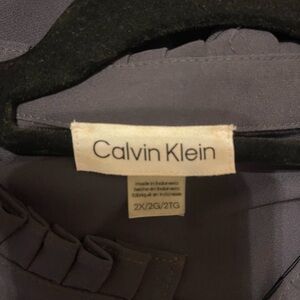 Calvin Klein
made in Indonesia
hecho en Indonesia
fabriqué en Indonésie
2X/2G/2TG